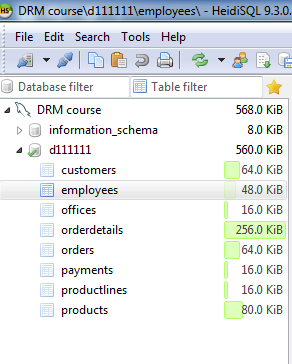 HS DRM course\d111111\employees\ - HeidiSQL 9.3.0.
File Edit Search Tools Help
Database filter Table filter
DRM course 568.0 KiB
information_schema 8.0 KiB
d111111 560.0 KiB
customers 64.0 KiB
employees 48.0 KiB
offices 16.0 KiB
orderdetails 256.0 KiB
orders 64.0 KiB
payments 16.0 KiB
productlines 16.0 KiB
products 80.0 KiB